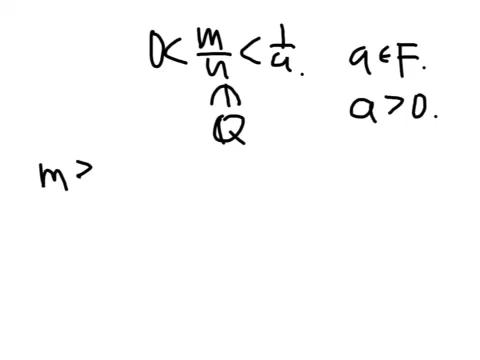 0 < m/n < 1/a. a ∈ F.
∩ a > 0.
Q
m >